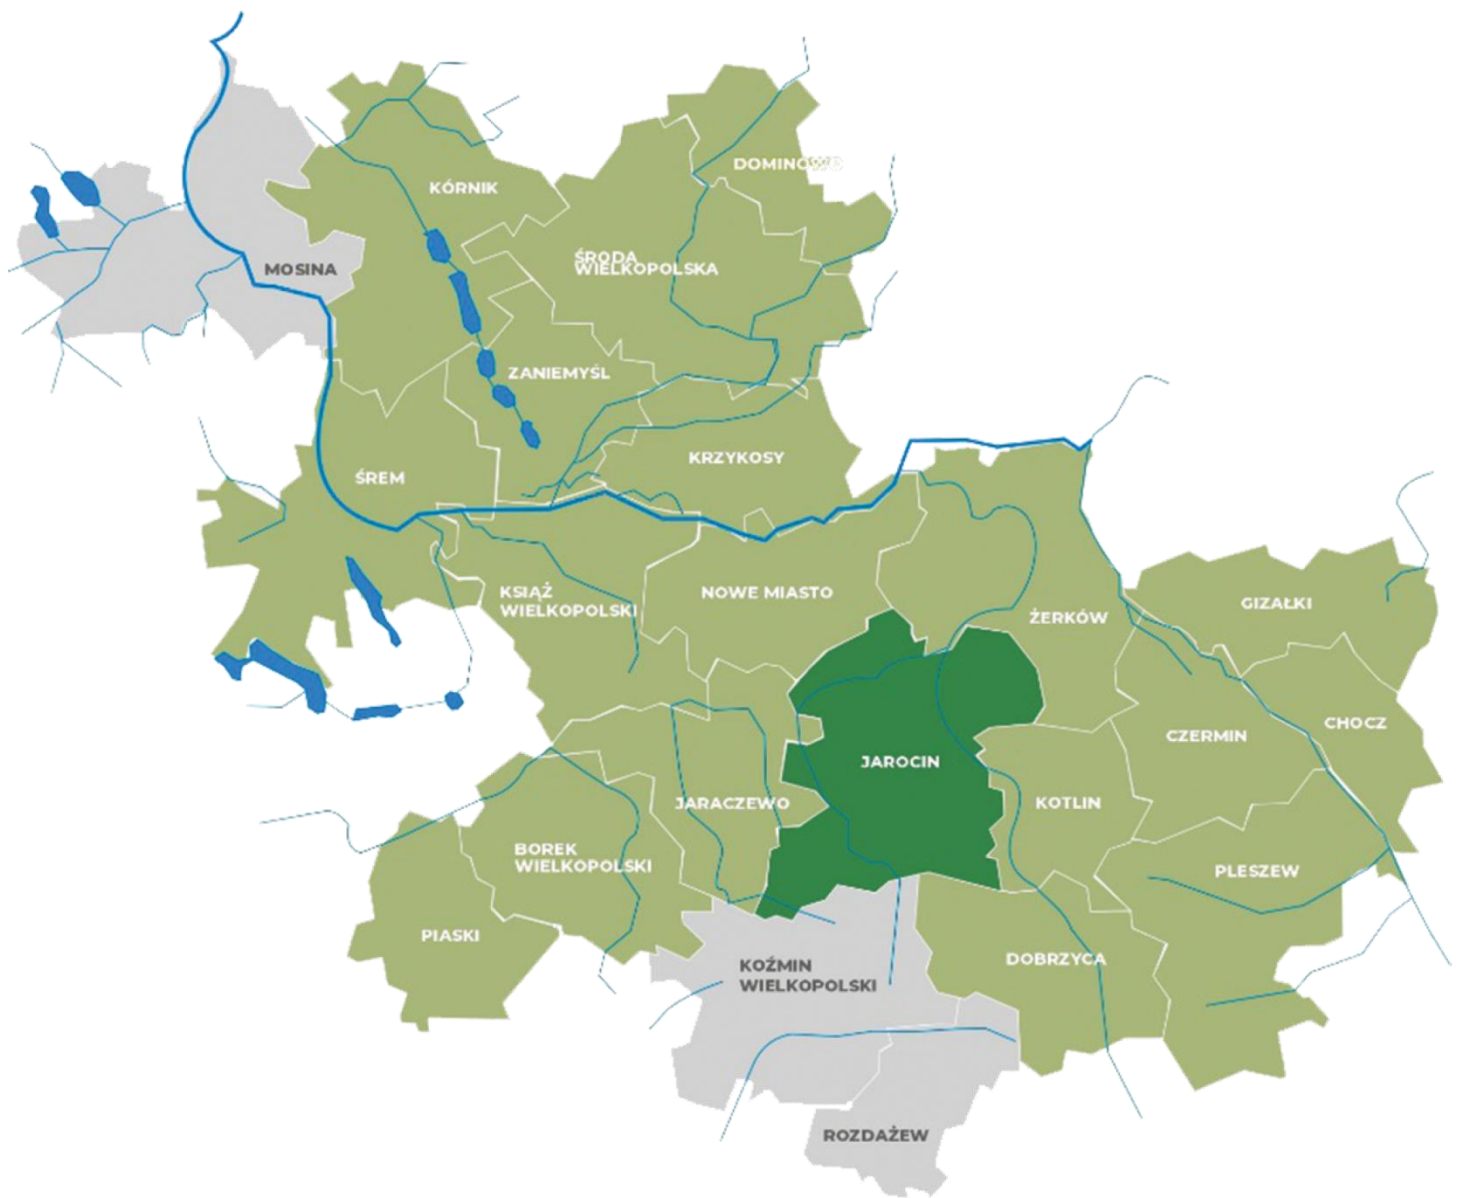 DOMINOWO
KÓRNIK
ŚRODA
WIELKOPOLSKA
MOSINA
ZANIEMYŚL
KRZYKOSY
ŚREM
KSIĄŻ
WIELKOPOLSKI
NOWE MIASTO
GIZAŁKI
ŻERKÓW
CHOCZ
CZERMIN
JAROCIN
JARACZEWO
KOTLIN
BOREK
WIELKOPOLSKI
PLESZEW
PIASKI
DOBRZYCA
KOŹMIN
WIELKOPOLSKI
ROZDAŻEW